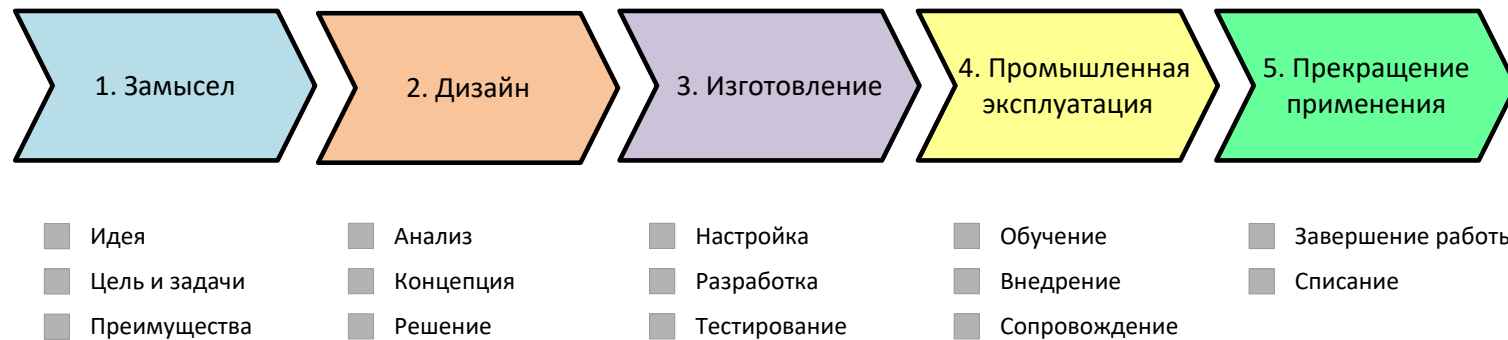 1. Замысел
2. Дизайн
3. Изготовление
4. Промышленная
эксплуатация
5. Прекращение
применения
Идея
Цель и задачи
Преимущества
Анализ
Концепция
Решение
Настройка
Разработка
Тестирование
Обучение
Внедрение
Сопровождение
Завершение работы
Списание